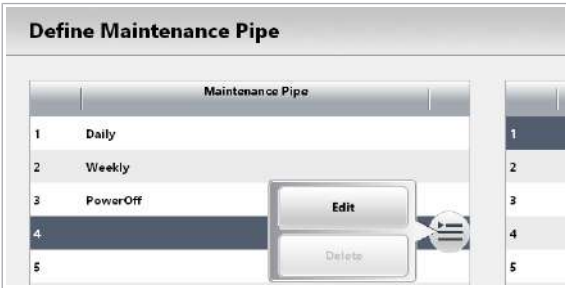 Define Maintenance Pipe
Maintenance Pipe
1 Daily
2 Weekly
3 PowerOff
4
5
Edit
Delete
1
2
3
4
5